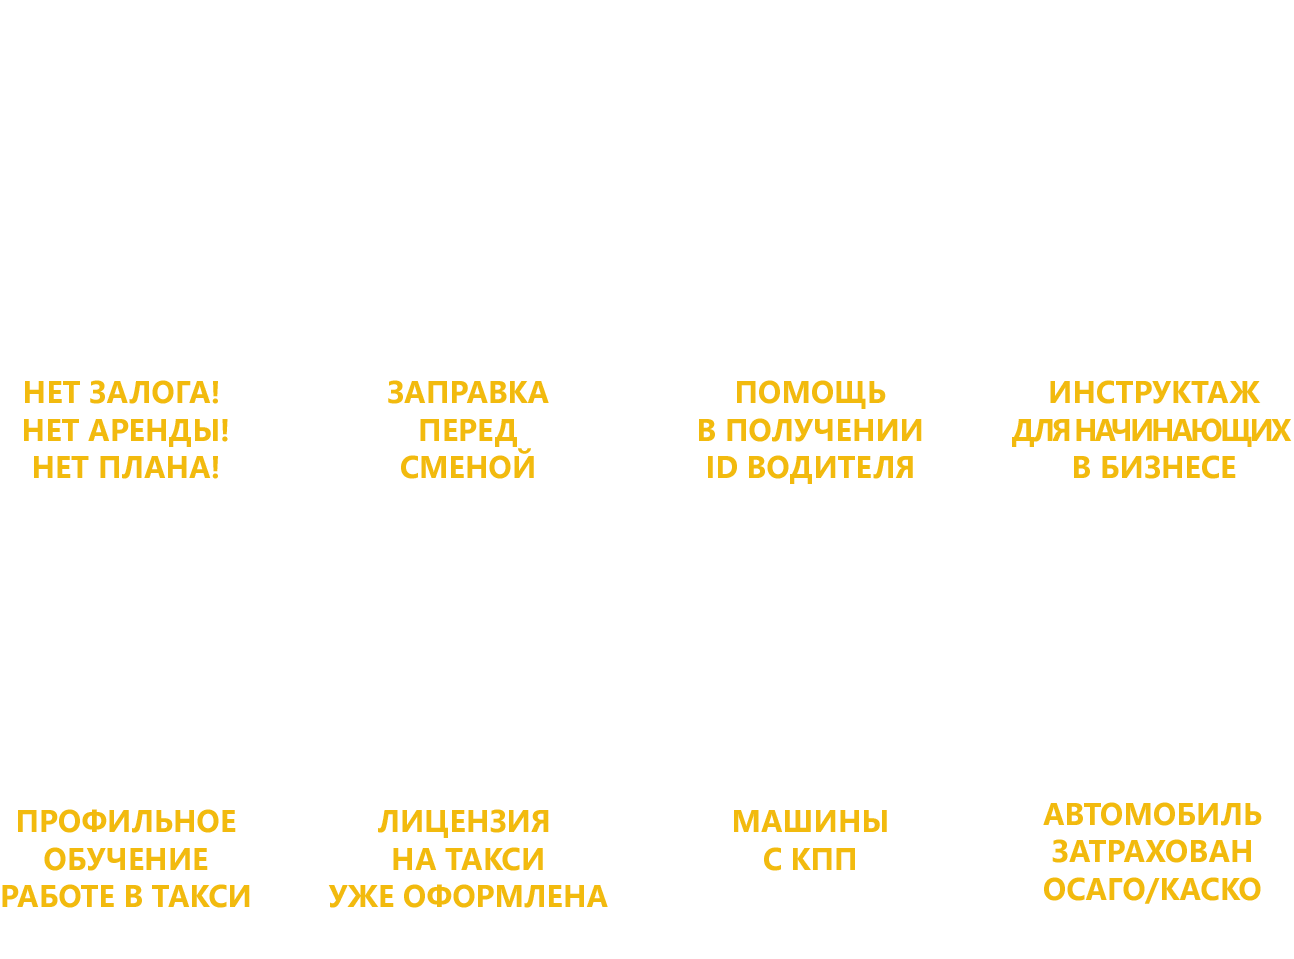 НЕТ ЗАЛОГА!
НЕТ АРЕНДЫ!
НЕТ ПЛАНА!
ЗАПРАВКА
ПЕРЕД
СМЕНОЙ
ПОМОЩЬ
В ПОЛУЧЕНИИ
ID ВОДИТЕЛЯ
ИНСТРУКТАЖ
ДЛЯ НАЧИНАЮЩИХ
В БИЗНЕСЕ
ПРОФИЛЬНОЕ
ОБУЧЕНИЕ
РАБОТЕ В ТАКСИ
ЛИЦЕНЗИЯ
НА ТАКСИ
УЖЕ ОФОРМЛЕНА
МАШИНЫ
С КПП
АВТОМОБИЛЬ
ЗАТРАХОВАН
ОСАГО/КАСКО